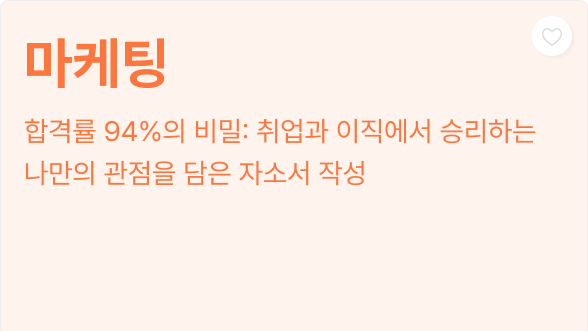 마케팅
합격률 94%의 비밀: 취업과 이직에서 승리하는
나만의 관점을 담은 자소서 작성